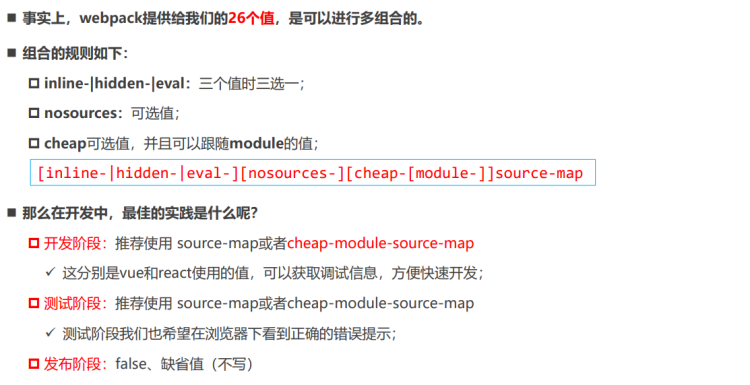 事实上，webpack提供给我们的26个值，是可以进行多组合的。
组合的规则如下：
inline-|hidden-|eval：三个值时三选一；
nosources：可选值；
cheap可选值，并且可以跟随module的值；
[inline-|hidden-|eval-][nosources-][cheap-[module-]]source-map
那么在开发中，最佳的实践是什么呢？
开发阶段：推荐使用 source-map或者cheap-module-source-map
这分别是vue和react使用的值，可以获取调试信息，方便快速开发；
测试阶段：推荐使用 source-map或者cheap-module-source-map
测试阶段我们也希望在浏览器下看到正确的错误提示；
发布阶段：false、缺省值（不写）